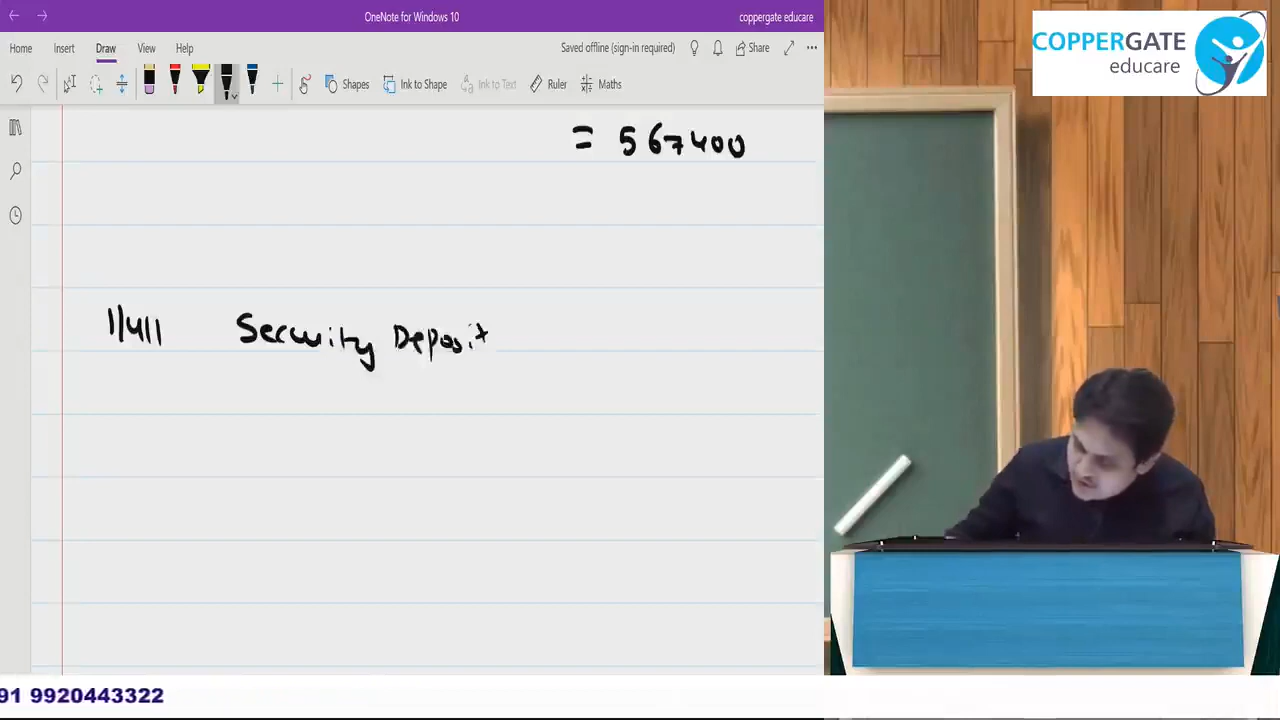 OneNote for Windows 10
coppergate educare
Home Insert Draw View Help
Saved offline (sign-in required)
Share
Shapes
Ink to Shape
Ink to Text
Ruler
Maths
COPPERGATE
educare
= 567400
1/4/1 Security Deposit
91 9920443322